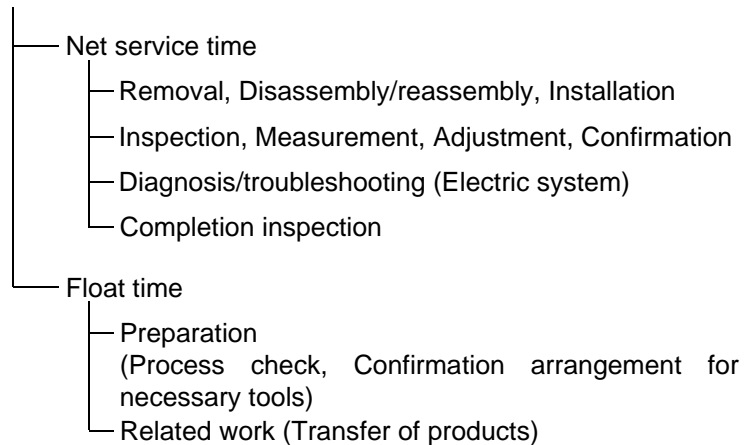 Net service time
Removal, Disassembly/reassembly, Installation
Inspection, Measurement, Adjustment, Confirmation
Diagnosis/troubleshooting (Electric system)
Completion inspection
Float time
Preparation
(Process check, Confirmation arrangement for
necessary tools)
Related work (Transfer of products)